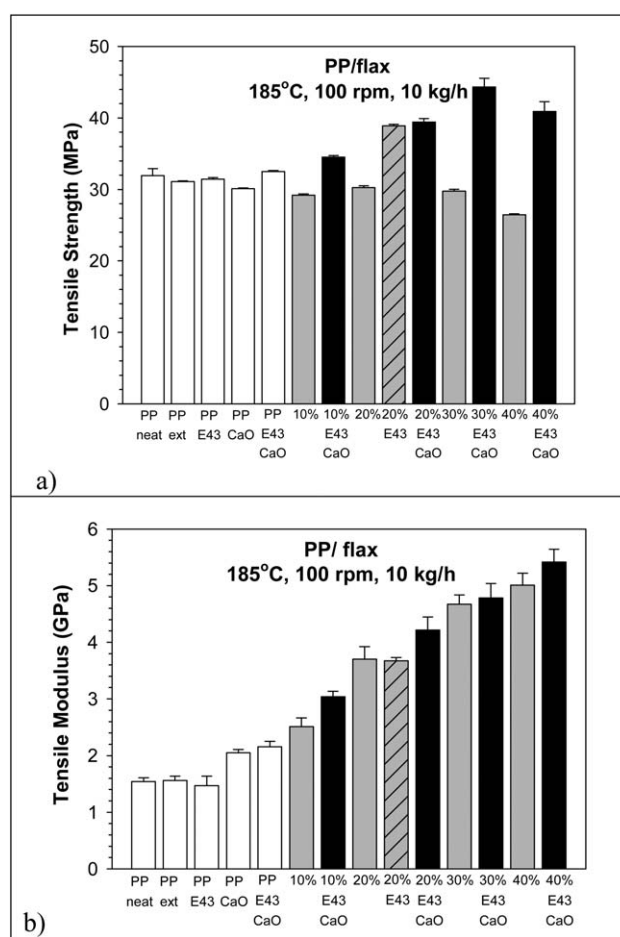 50
PP/flax
185°C, 100 rpm, 10 kg/h
40
30
20
10
0
Tensile Strength (MPa)
PP PP PP PP PP 10% 10% 20% 20% 20% 30% 30% 40% 40%
neat ext E43 CaO E43 E43 E43 E43 E43 E43
CaO CaO CaO CaO CaO
a)
6
PP/ flax
185°C, 100 rpm, 10 kg/h
5
4
3
2
1
0
Tensile Modulus (GPa)
PP PP PP PP PP 10% 10% 20% 20% 20% 30% 30% 40% 40%
neat ext E43 CaO E43 E43 E43 E43 E43 E43
CaO CaO CaO CaO CaO
b)